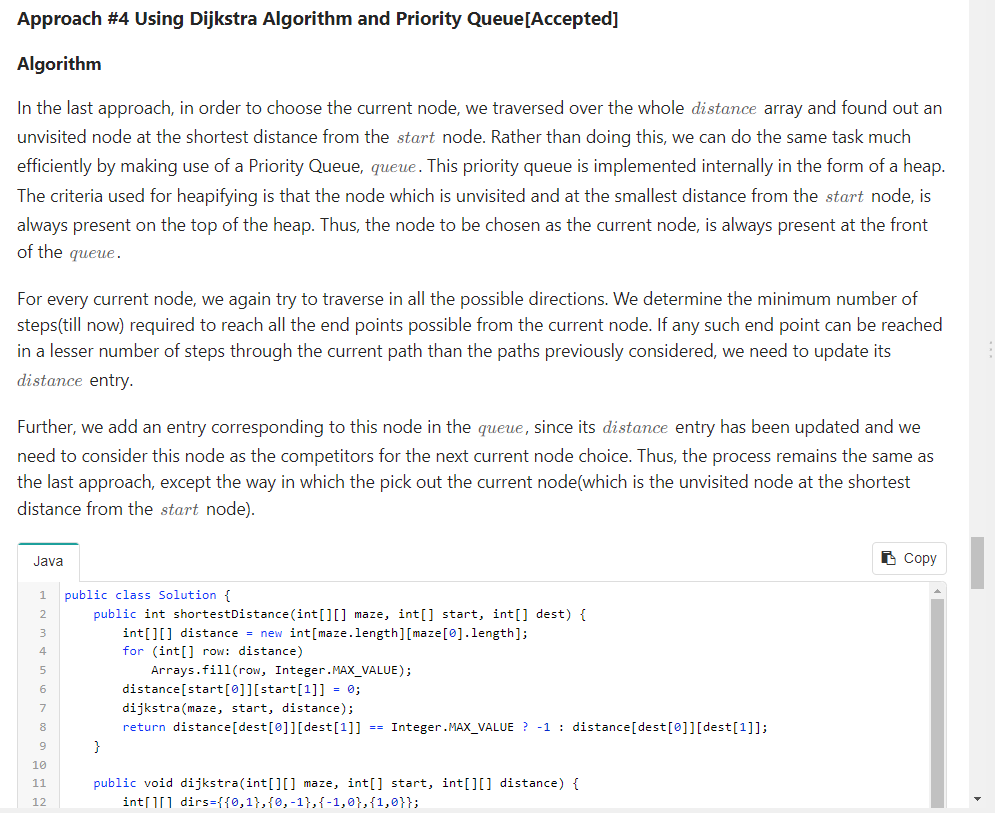 Approach #4 Using Dijkstra Algorithm and Priority Queue[Accepted]
Algorithm
In the last approach, in order to choose the current node, we traversed over the whole distance array and found out an
unvisited node at the shortest distance from the start node. Rather than doing this, we can do the same task much
efficiently by making use of a Priority Queue, queue. This priority queue is implemented internally in the form of a heap.
The criteria used for heapifying is that the node which is unvisited and at the smallest distance from the start node, is
always present on the top of the heap. Thus, the node to be chosen as the current node, is always present at the front
of the queue.
For every current node, we again try to traverse in all the possible directions. We determine the minimum number of
steps(till now) required to reach all the end points possible from the current node. If any such end point can be reached
in a lesser number of steps through the current path than the paths previously considered, we need to update its
distance entry.
Further, we add an entry corresponding to this node in the queue, since its distance entry has been updated and we
need to consider this node as the competitors for the next current node choice. Thus, the process remains the same as
the last approach, except the way in which the pick out the current node(which is the unvisited node at the shortest
distance from the start node).
Java
Copy
1 public class Solution {
2     public int shortestDistance(int[][] maze, int[] start, int[] dest) {
3         int[][] distance = new int[maze.length][maze[0].length];
4         for (int[] row: distance)
5             Arrays.fill(row, Integer.MAX_VALUE);
6         distance[start[0]][start[1]] = 0;
7         dijkstra(maze, start, distance);
8         return distance[dest[0]][dest[1]] == Integer.MAX_VALUE ? -1 : distance[dest[0]][dest[1]];
9     }
10
11     public void dijkstra(int[][] maze, int[] start, int[][] distance) {
12         int[][] dirs={{0,1},{0,-1},{-1,0},{1,0}};